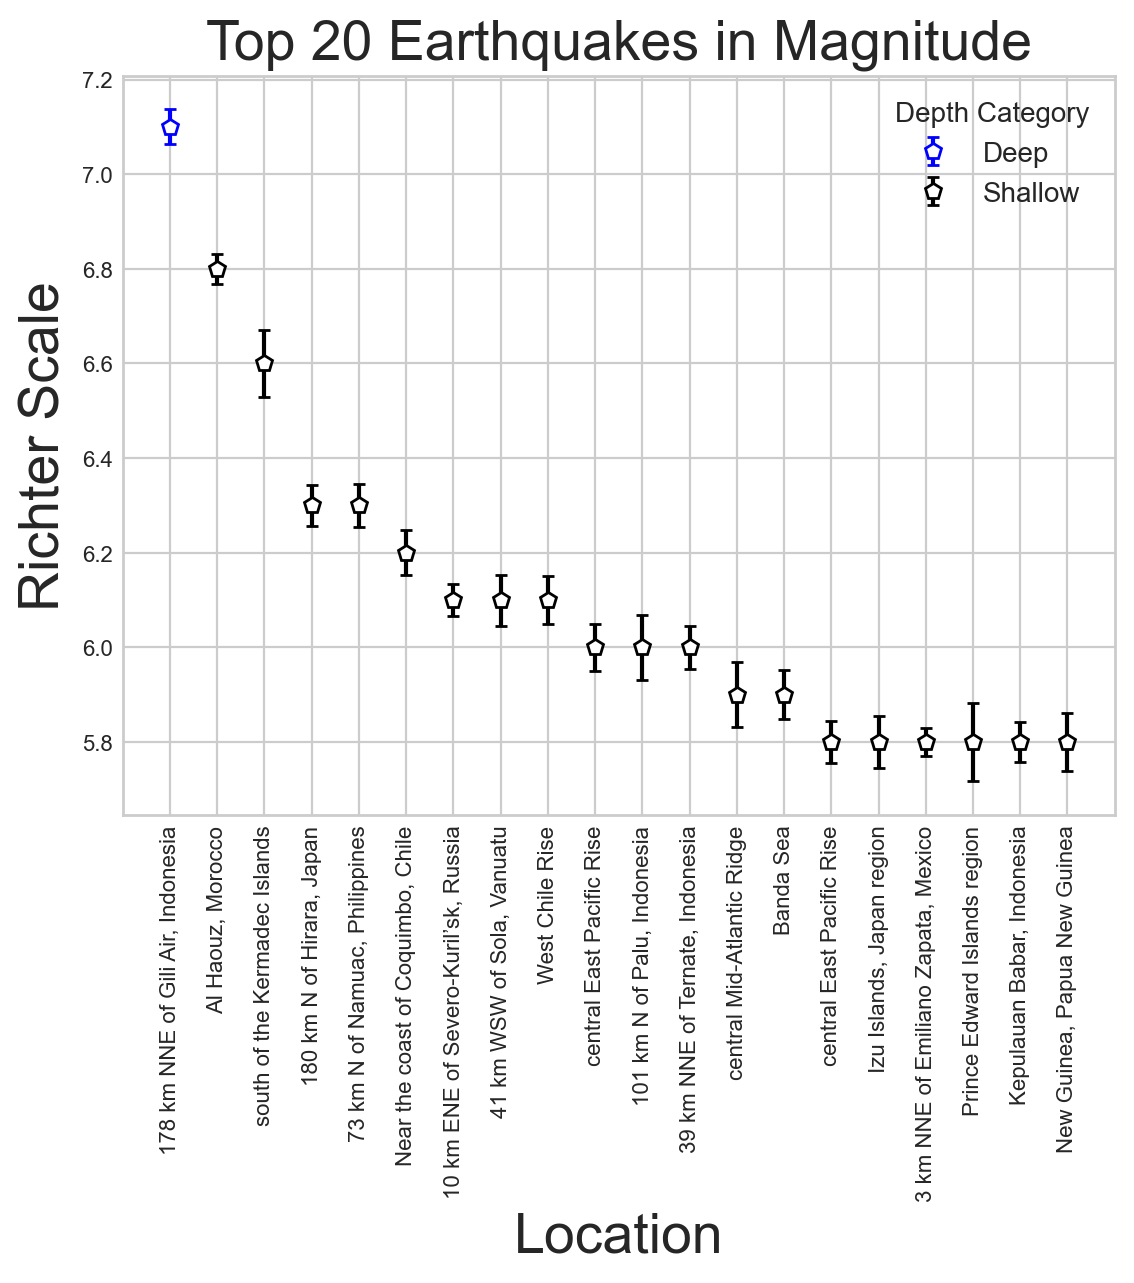 Top 20 Earthquakes in Magnitude
Richter Scale
7.2
7.0
6.8
6.6
6.4
6.2
6.0
5.8
Depth Category
Deep
Shallow
178 km NNE of Gili Air, Indonesia
Al Haouz, Morocco
south of the Kermadec Islands
180 km N of Hirara, Japan
73 km N of Namuac, Philippines
Near the coast of Coquimbo, Chile
10 km ENE of Severo-Kuril’sk, Russia
41 km WSW of Sola, Vanuatu
West Chile Rise
central East Pacific Rise
101 km N of Palu, Indonesia
39 km NNE of Ternate, Indonesia
central Mid-Atlantic Ridge
Banda Sea
central East Pacific Rise
Izu Islands, Japan region
3 km NNE of Emiliano Zapata, Mexico
Prince Edward Islands region
Kepulauan Babar, Indonesia
New Guinea, Papua New Guinea
Location